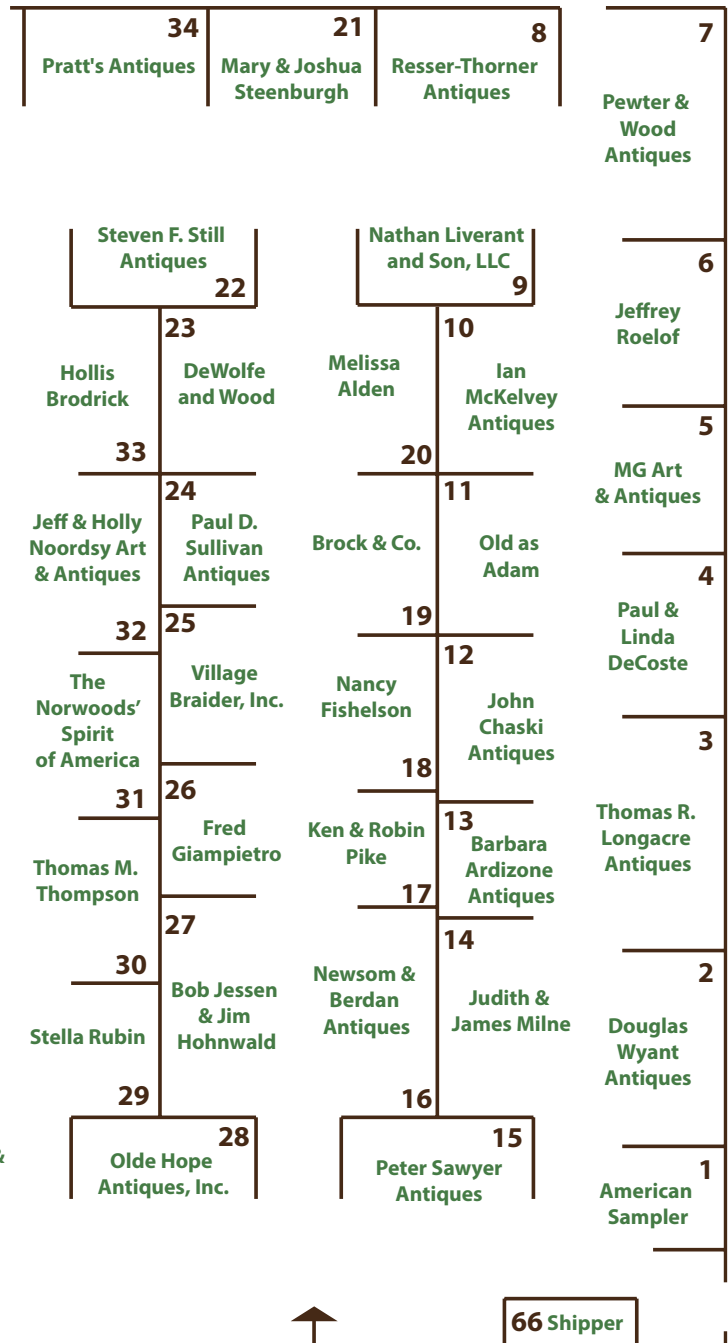 34
Pratt's Antiques
21
Mary & Joshua
Steenburgh
8
Resser-Thorner
Antiques
7
Pewter &
Wood
Antiques
Steven F. Still
Antiques
22
Nathan Liverant
and Son, LLC
9
6
Jeffrey
Roelof
23
Hollis
Brodrick
DeWolfe
and Wood
33
10
Melissa
Alden
Ian
McKelvey
Antiques
20
5
MG Art
& Antiques
24
Jeff & Holly
Noordsy Art
& Antiques
Paul D.
Sullivan
Antiques
32
11
Brock & Co.
Old as
Adam
19
4
Paul &
Linda
DeCoste
25
The
Norwoods’
Spirit
of America
Village
Braider, Inc.
31
12
Nancy
Fishelson
John
Chaski
Antiques
18
3
Thomas R.
Longacre
Antiques
26
Thomas M.
Thompson
Fred
Giampietro
30
13
Ken & Robin
Pike
Barbara
Ardizone
Antiques
17
27
Stella Rubin
Bob Jessen
& Jim
Hohnwald
29
14
Newsom &
Berdan
Antiques
Judith &
James Milne
16
2
Douglas
Wyant
Antiques
28
Olde Hope
Antiques, Inc.
15
Peter Sawyer
Antiques
1
American
Sampler
&
66 Shipper